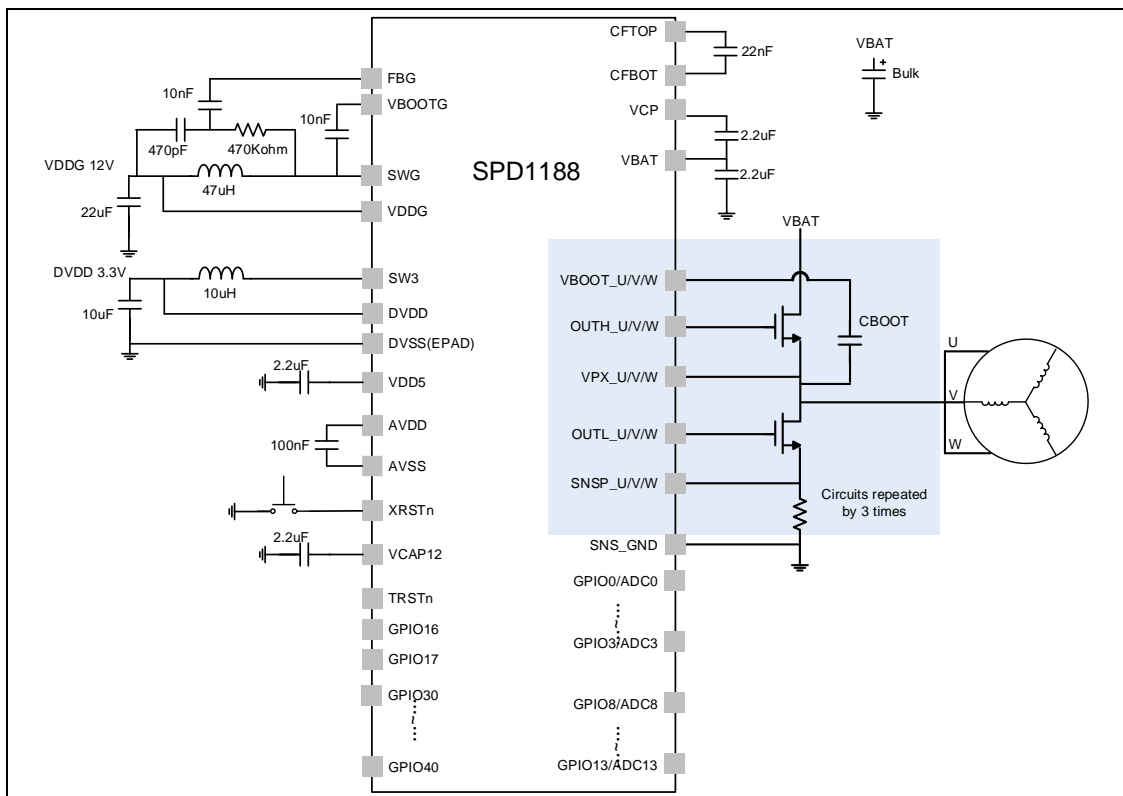 CFTOP
22nF
CFBOT
VBAT
+
Bulk
FBG
10nF
VBOOTG
10nF
470pF
470Kohm
VCP
2.2uF
VBAT
2.2uF
VDDG 12V
SWG
47uH
22uF
VDDG
SPD1188
VBAT
DVDD 3.3V
SW3
10uH
10uF
DVDD
DVSS(EPAD)
2.2uF
VDD5
AVDD
100nF
AVSS
XRSTn
2.2uF
VCAP12
TRSTn
GPIO16
GPIO17
GPIO30
GPIO40
VBOOT_U/V/W
OUTH_U/V/W
CBOOT
VPX_U/V/W
OUTL_U/V/W
SNSP_U/V/W
U
V
W
Circuits repeated
by 3 times
SNS_GND
GPIO0/ADC0
GPIO3/ADC3
GPIO8/ADC8
GPIO13/ADC13